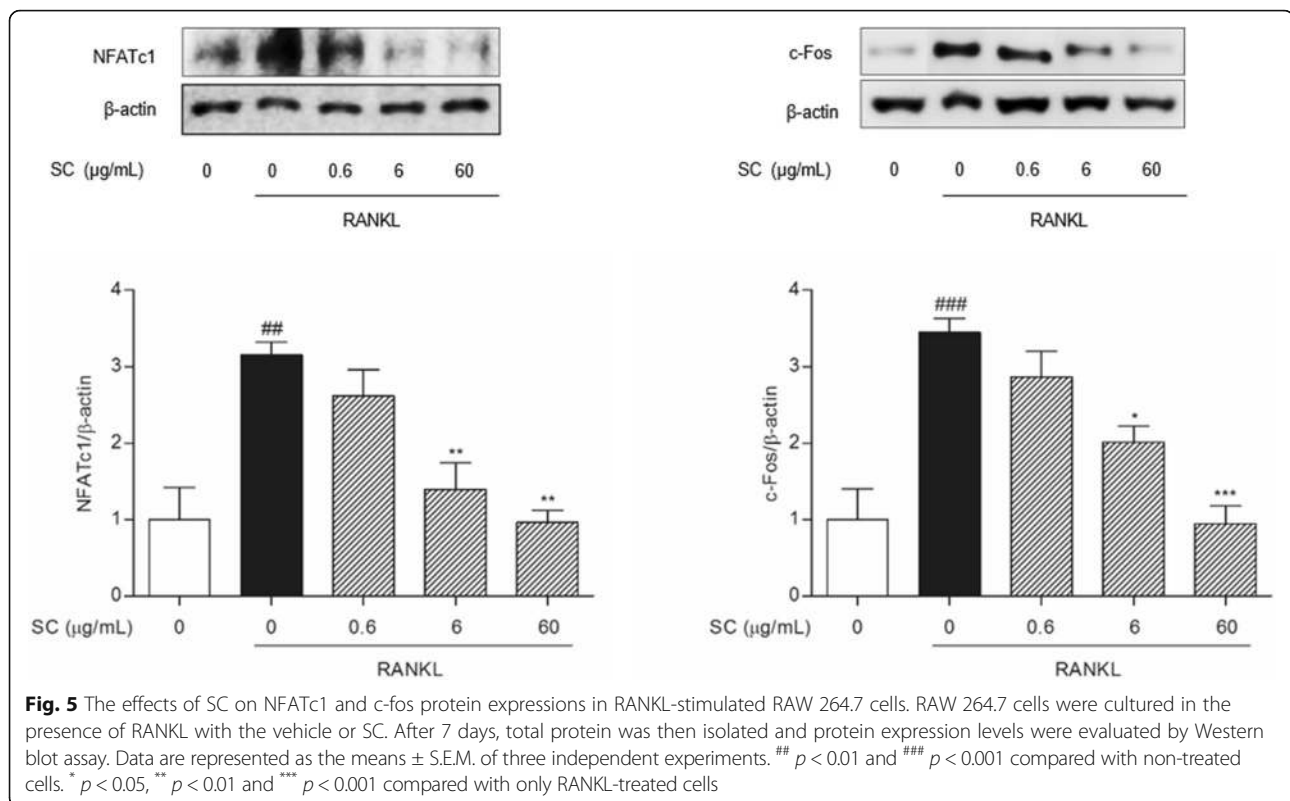 NFATc1
β-actin
SC (μg/mL) 0 0 0.6 6 60
RANKL
c-Fos
β-actin
SC (μg/mL) 0 0 0.6 6 60
RANKL
NFATc1/β-actin
4
3
2
1
0
##
**
**
SC (μg/mL) 0 0 0.6 6 60
RANKL
c-Fos/β-actin
4
3
2
1
0
###
*
***
SC (μg/mL) 0 0 0.6 6 60
RANKL
Fig. 5 The effects of SC on NFATc1 and c-fos protein expressions in RANKL-stimulated RAW 264.7 cells. RAW 264.7 cells were cultured in the
presence of RANKL with the vehicle or SC. After 7 days, total protein was then isolated and protein expression levels were evaluated by Western
blot assay. Data are represented as the means ± S.E.M. of three independent experiments. ## p < 0.01 and ### p < 0.001 compared with non-treated
cells. * p < 0.05, ** p < 0.01 and *** p < 0.001 compared with only RANKL-treated cells